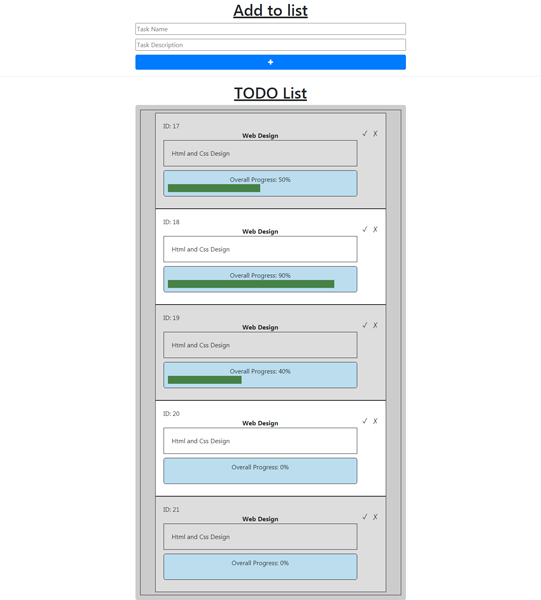 Add to list
Task Name
Task Description
+
TODO List
ID: 17
Web Design
✓ ✗
Html and Css Design
Overall Progress: 50%
ID: 18
Web Design
✓ ✗
Html and Css Design
Overall Progress: 90%
ID: 19
Web Design
✓ ✗
Html and Css Design
Overall Progress: 40%
ID: 20
Web Design
✓ ✗
Html and Css Design
Overall Progress: 0%
ID: 21
Web Design
✓ ✗
Html and Css Design
Overall Progress: 0%